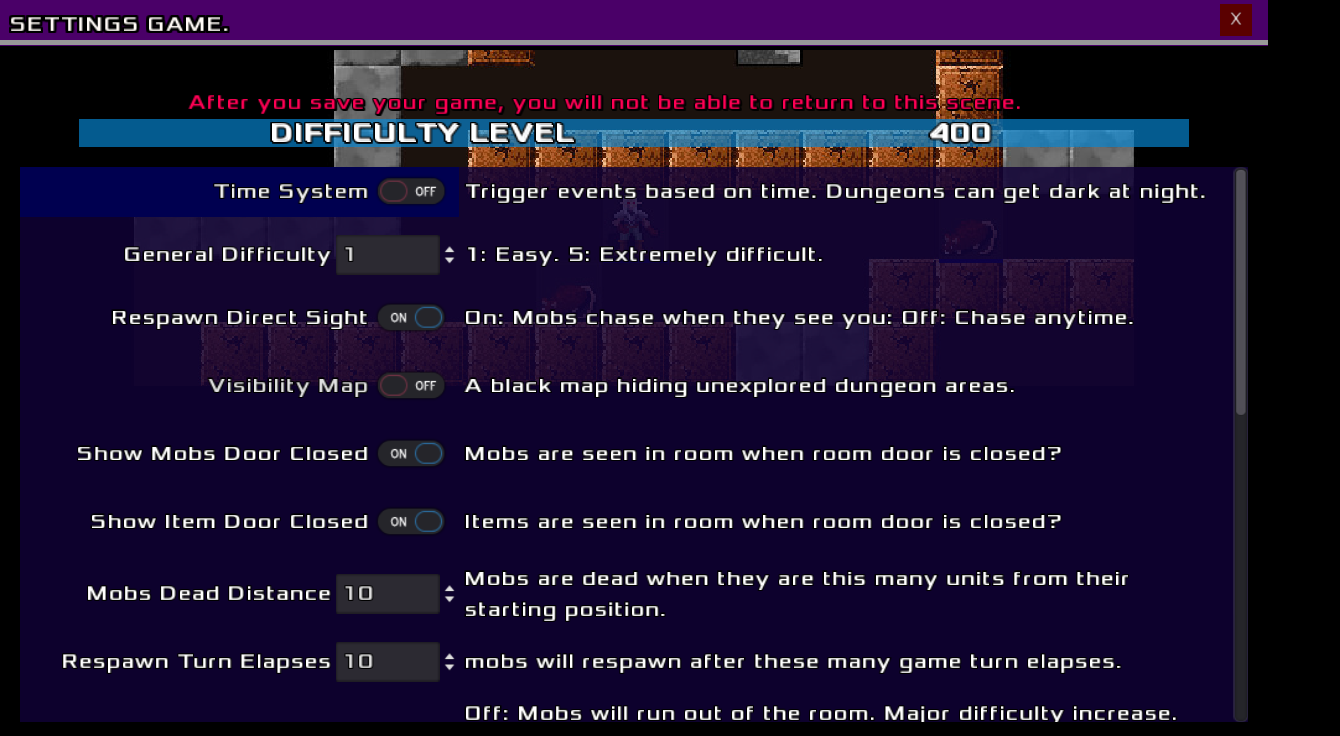 SETTINGS GAME.
X
After you save your game, you will not be able to return to this scene.
DIFFICULTY LEVEL 400
Time System OFF Trigger events based on time. Dungeons can get dark at night.
General Difficulty 1 1: Easy. 5: Extremely difficult.
Respawn Direct Sight ON On: Mobs chase when they see you: Off: Chase anytime.
Visibility Map OFF A black map hiding unexplored dungeon areas.
Show Mobs Door Closed ON Mobs are seen in room when room door is closed?
Show Item Door Closed ON Items are seen in room when room door is closed?
Mobs Dead Distance 10 Mobs are dead when they are this many units from their
starting position.
Respawn Turn Elapses 10 mobs will respawn after these many game turn elapses.
Off: Mobs will run out of the room. Major difficulty increase.